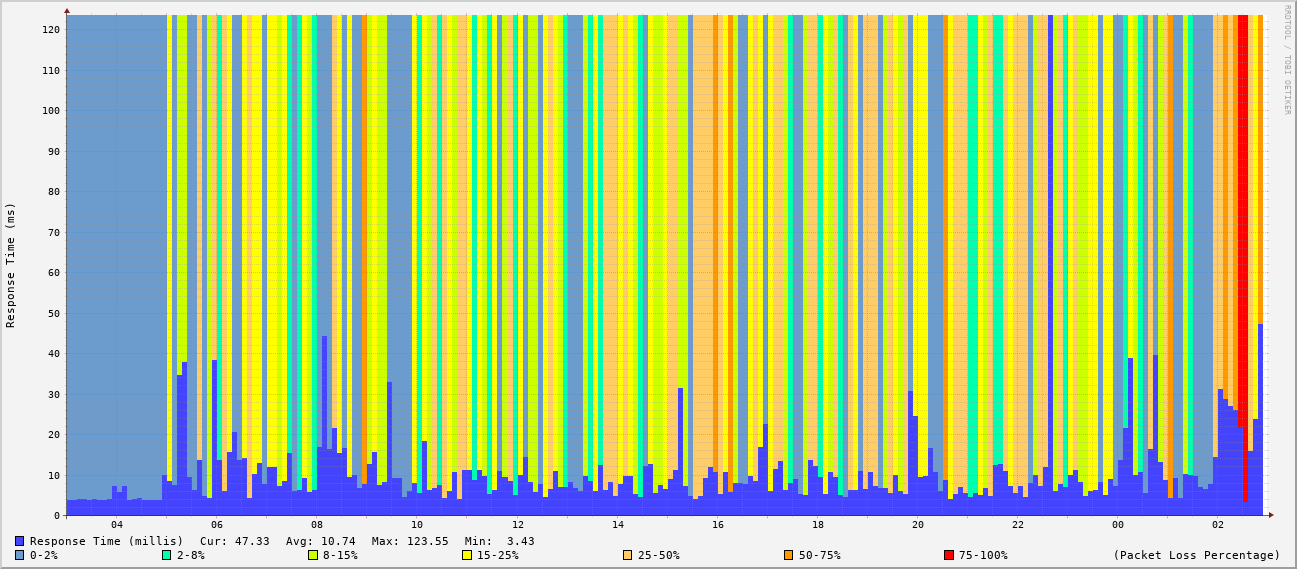 RRDTOOL / TOBI OETIKER
Response Time (ms)
120
110
100
90
80
70
60
50
40
30
20
10
0
04 06 08 10 12 14 16 18 20 22 00 02
Response Time (millis) Cur: 47.33 Avg: 10.74 Max: 123.55 Min: 3.43
0-2% 2-8% 8-15% 15-25% 25-50% 50-75% 75-100% (Packet Loss Percentage)